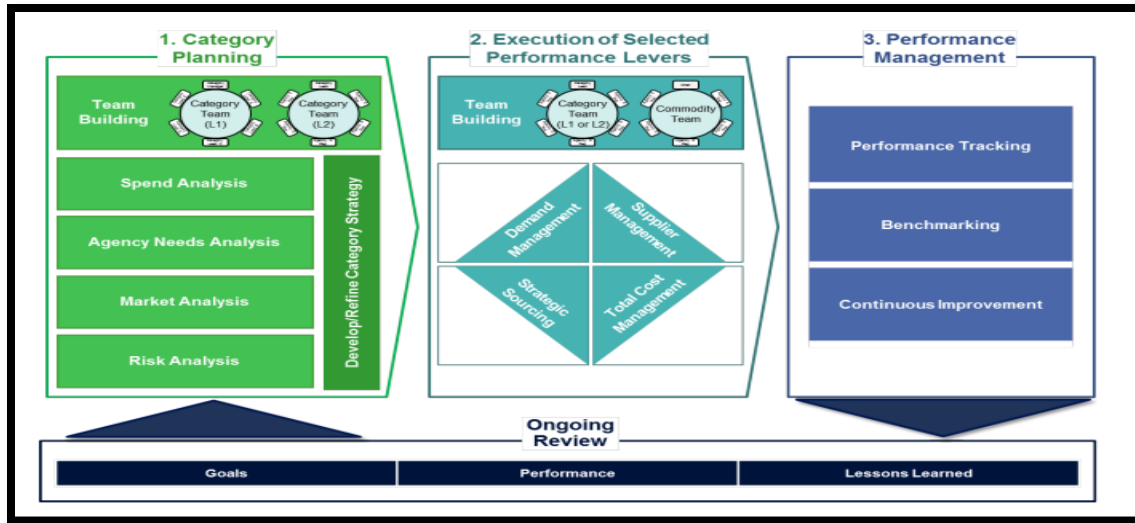 1. Category
Planning
Team
Building
Category
Team
(L1)
Category
Team
(L2)
Spend Analysis
Agency Needs Analysis
Market Analysis
Risk Analysis
Develop/Refine Category Strategy
2. Execution of Selected
Performance Levers
Team
Building
Category
Team
(L1 or L2)
Commodity
Team
Demand
Management
Supplier
Management
Strategic
Sourcing
Total Cost
Management
3. Performance
Management
Performance Tracking
Benchmarking
Continuous Improvement
Ongoing
Review
Goals
Performance
Lessons Learned